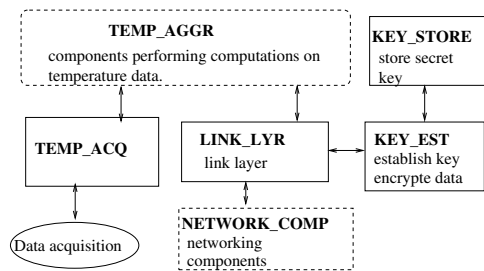 TEMP_AGGR
components performing computations on
temperature data.
KEY_STORE
store secret
key
TEMP_ACQ
LINK_LYR
link layer
KEY_EST
establish key
encrypte data
Data acquisition
NETWORK_COMP
networking
components